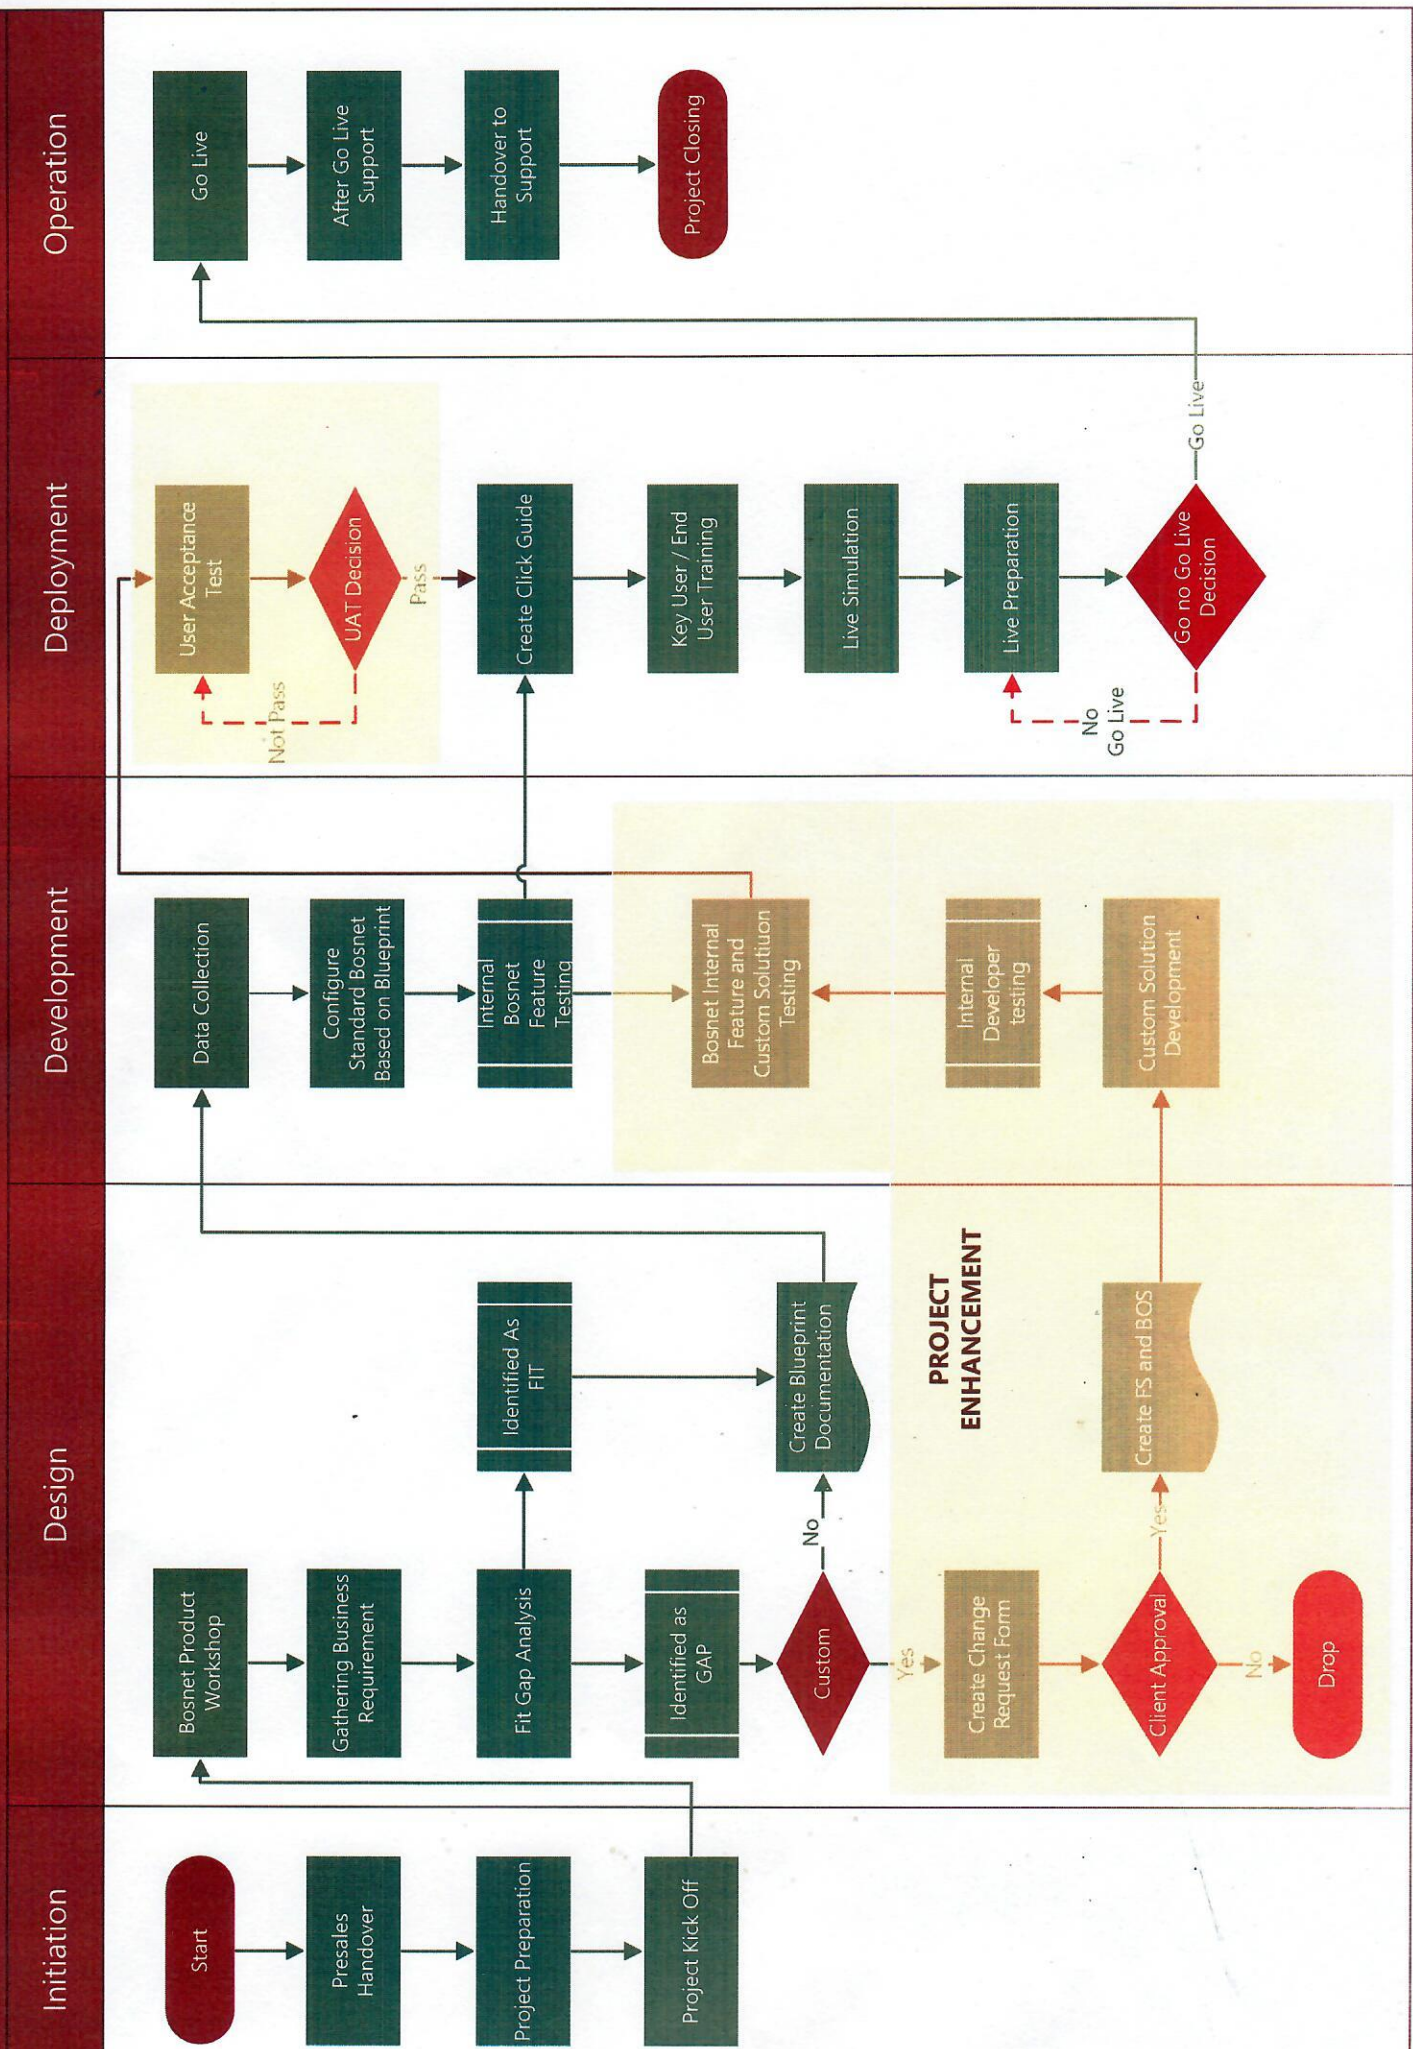 Initiation
Start
Presales
Handover
Project Preparation
Project Kick Off
Design
Bosnet Product
Workshop
Gathering Business
Requirement
Fit Gap Analysis
Identified As
FIT
Identified as
GAP
Custom
No
Create Blueprint
Documentation
Yes
PROJECT
ENHANCEMENT
Create Change
Request Form
Client Approval
Yes
Create FS and BOS
No
Drop
Development
Data Collection
Configure
Standard Bosnet
Based on Blueprint
Internal
Bosnet
Feature
Testing
Bosnet Internal
Feature and
Custom Solutiuon
Testing
Internal
Developer
testing
Custom Solution
Development
Deployment
User Acceptance
Test
UAT Decision
Not Pass
Pass
Create Click Guide
Key User / End
User Training
Live Simulation
Live Preparation
No
Go Live
Go no Go Live
Decision
Go Live
Operation
Go Live
After Go Live
Support
Handover to
Support
Project Closing